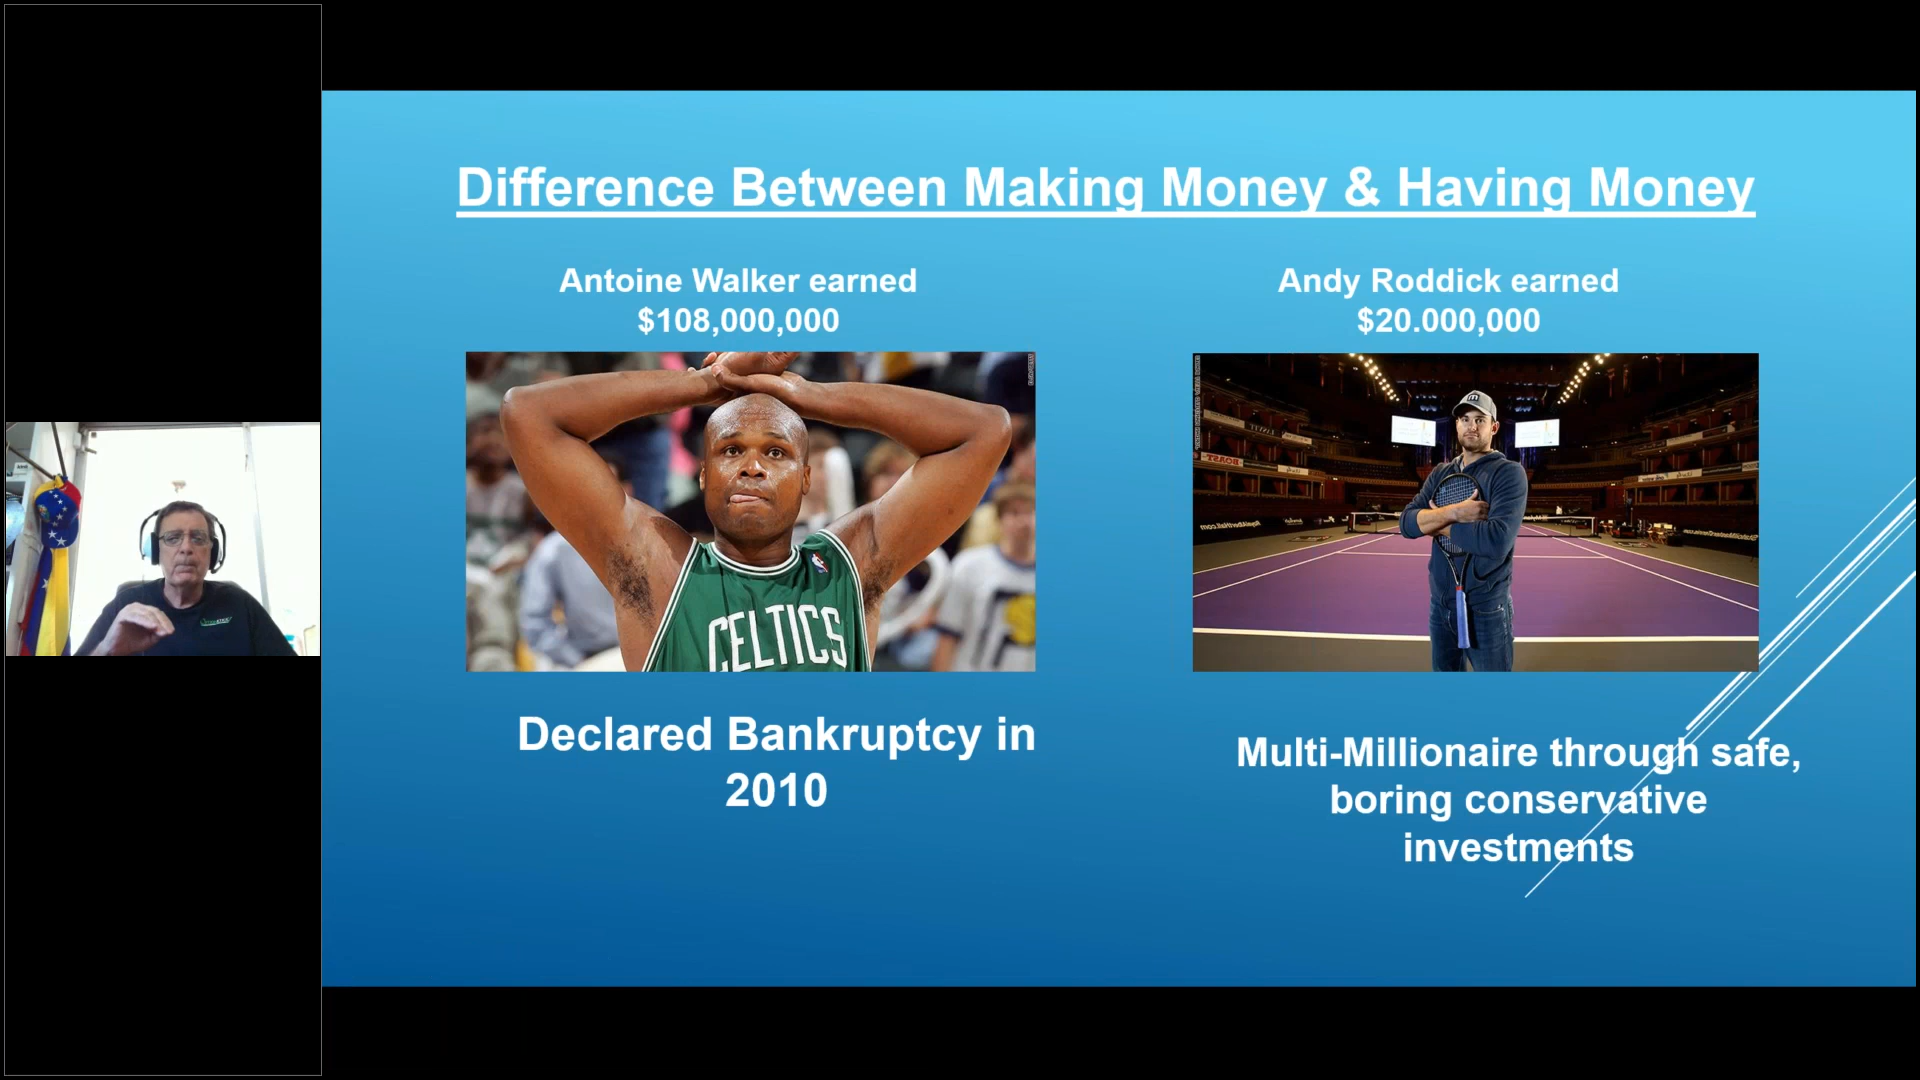 Difference Between Making Money & Having Money
Antoine Walker earned
$108,000,000
Andy Roddick earned
$20.000,000
CELTICS
Declared Bankruptcy in
2010
Multi-Millionaire through safe,
boring conservative
investments